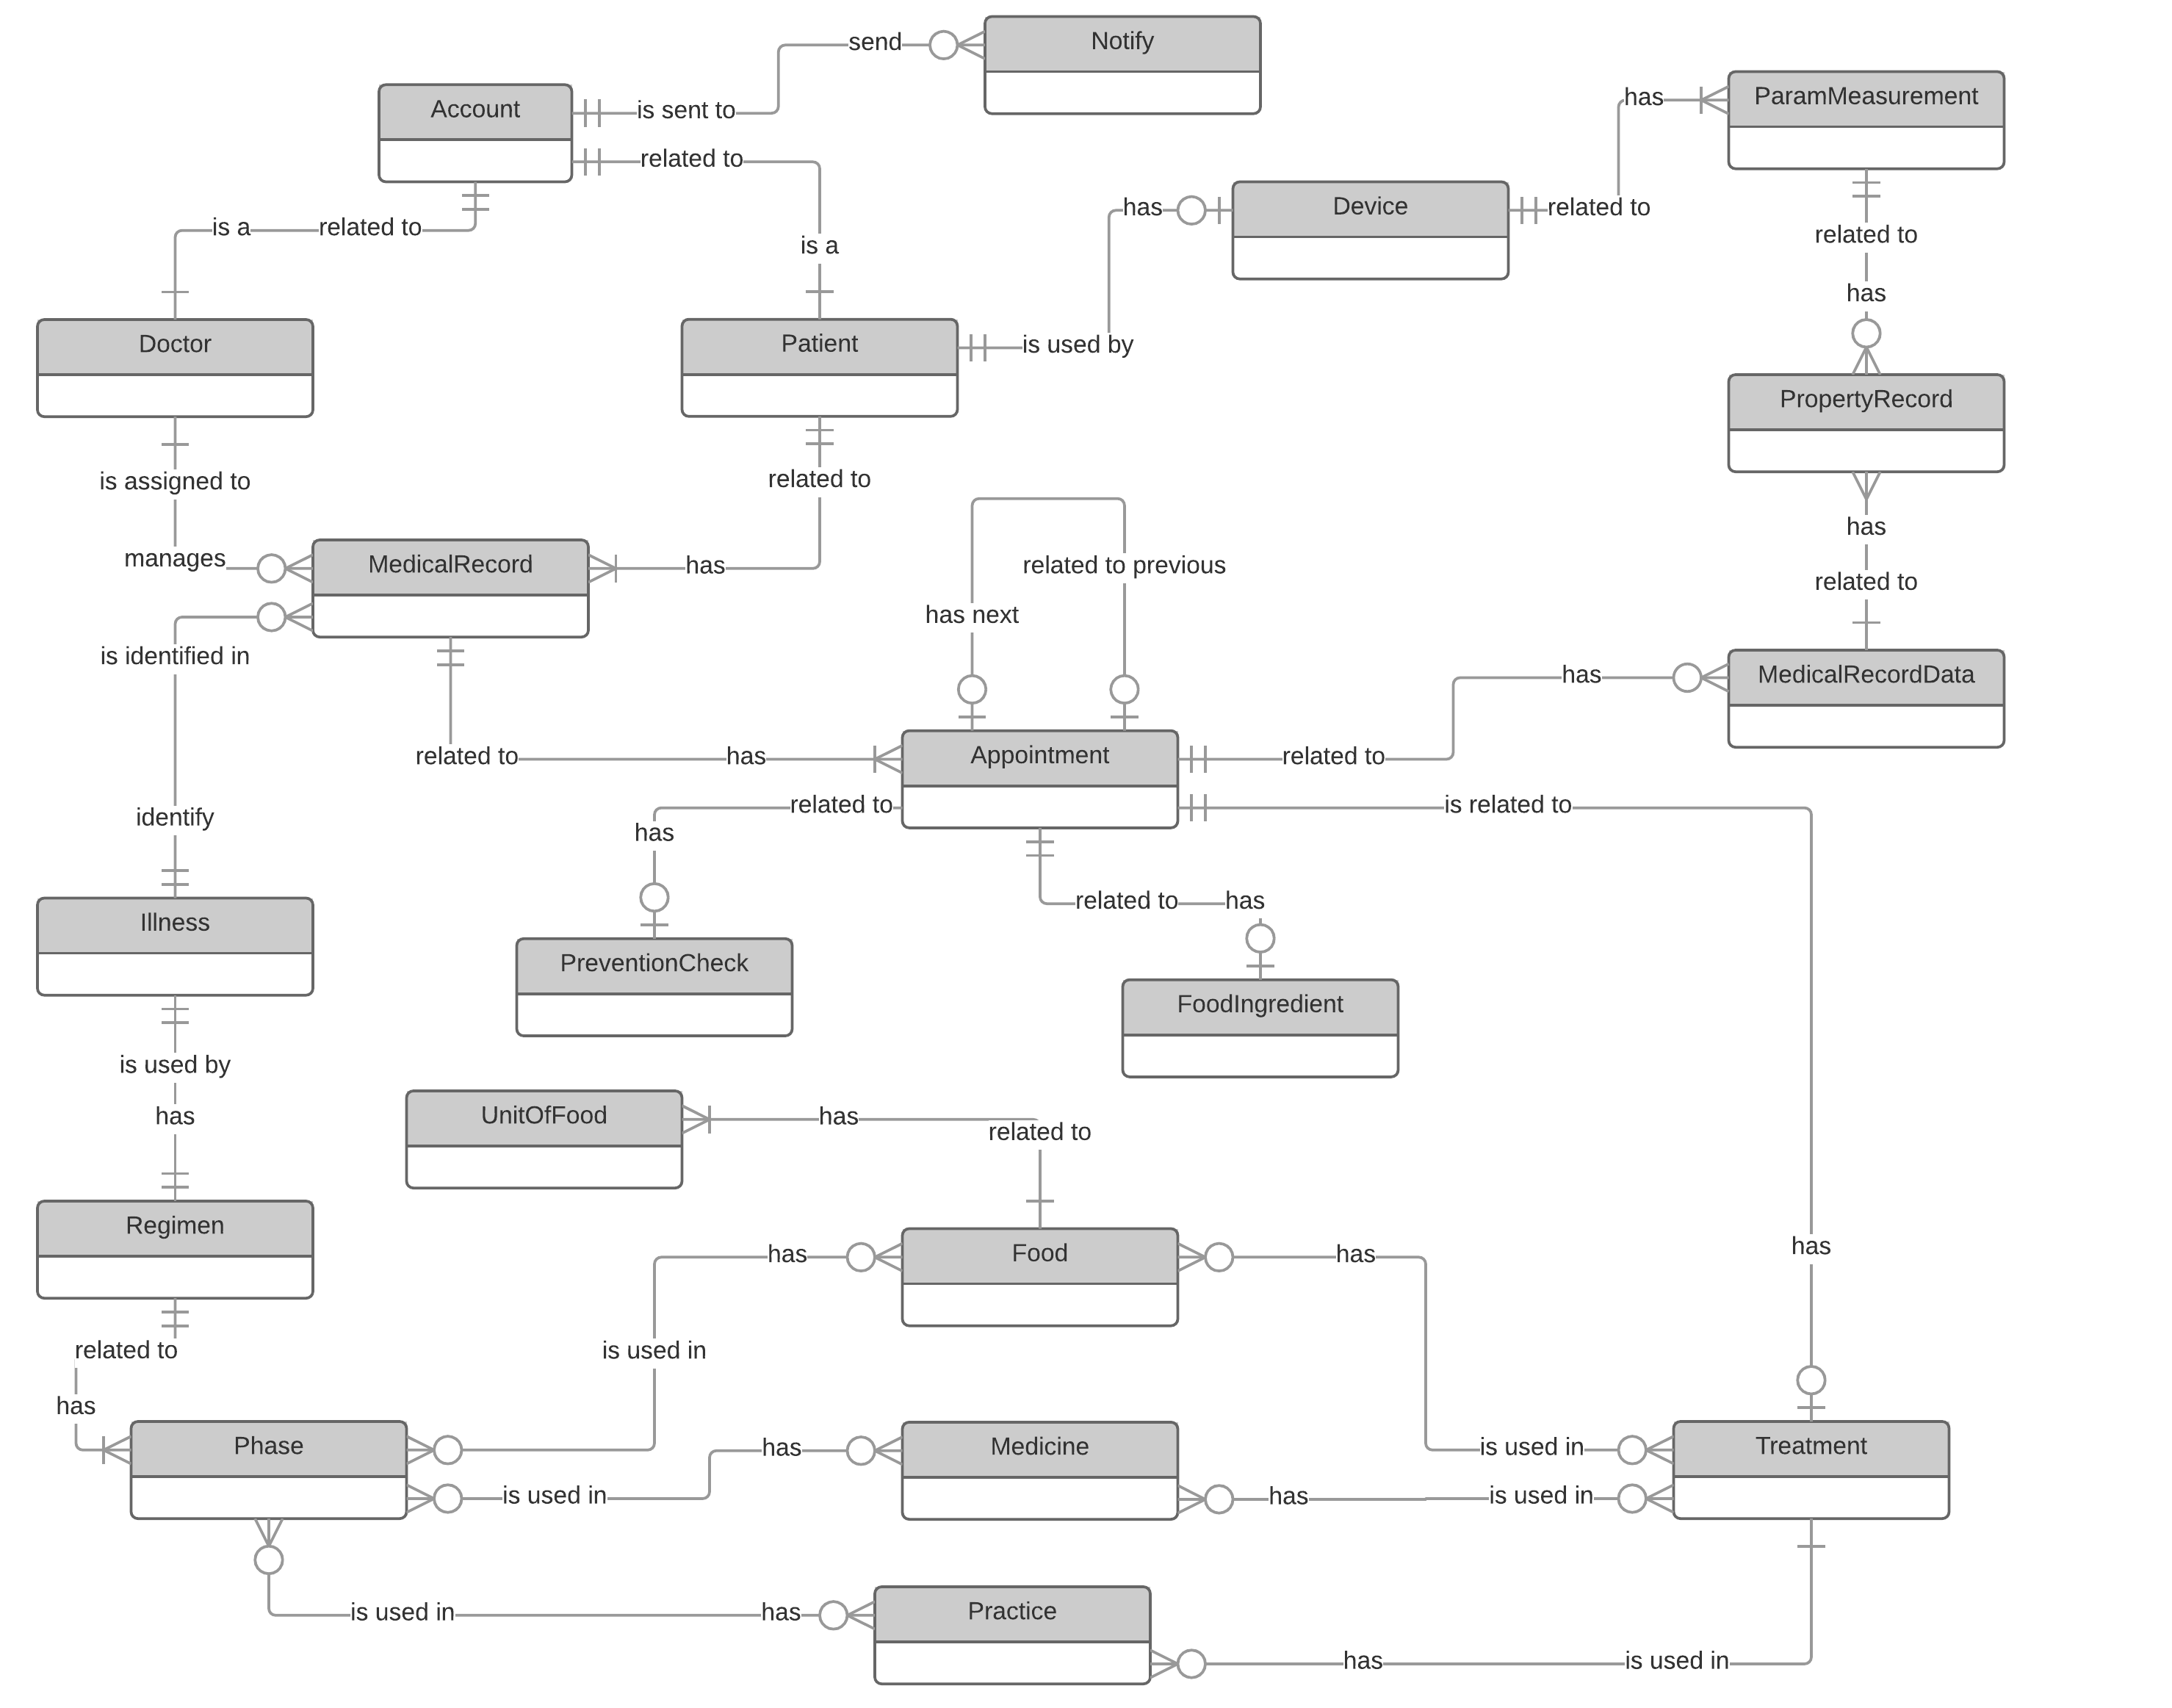 send
Notify
Account
is sent to
related to
ParamMeasurement
has
is a
related to
is a
has
Device
related to
related to
has
Doctor
Patient
is used by
PropertyRecord
is assigned to
related to
has
manages
MedicalRecord
has
related to previous
related to
has next
is identified in
has
MedicalRecordData
related to
has
Appointment
related to
related to
is related to
identify
has
related to
has
Illness
PreventionCheck
FoodIngredient
is used by
has
UnitOfFood
has
related to
Regimen
has
Food
has
has
related to
is used in
has
Phase
has
Medicine
is used in
Treatment
is used in
has
is used in
is used in
has
Practice
has
is used in